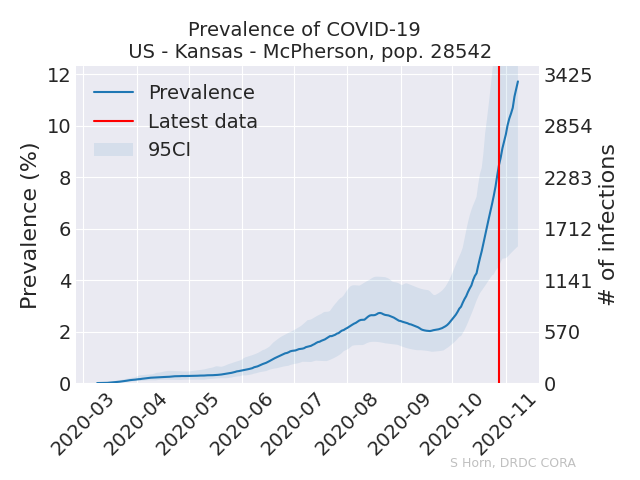 Prevalence of COVID-19
US - Kansas - McPherson, pop. 28542
Prevalence
Latest data
95CI
Prevalence (%)
12
10
8
6
4
2
0
3425
2854
2283
1712
1141
570
0
# of infections
2020-03
2020-04
2020-05
2020-06
2020-07
2020-08
2020-09
2020-10
2020-11
S Horn, DRDC CORA